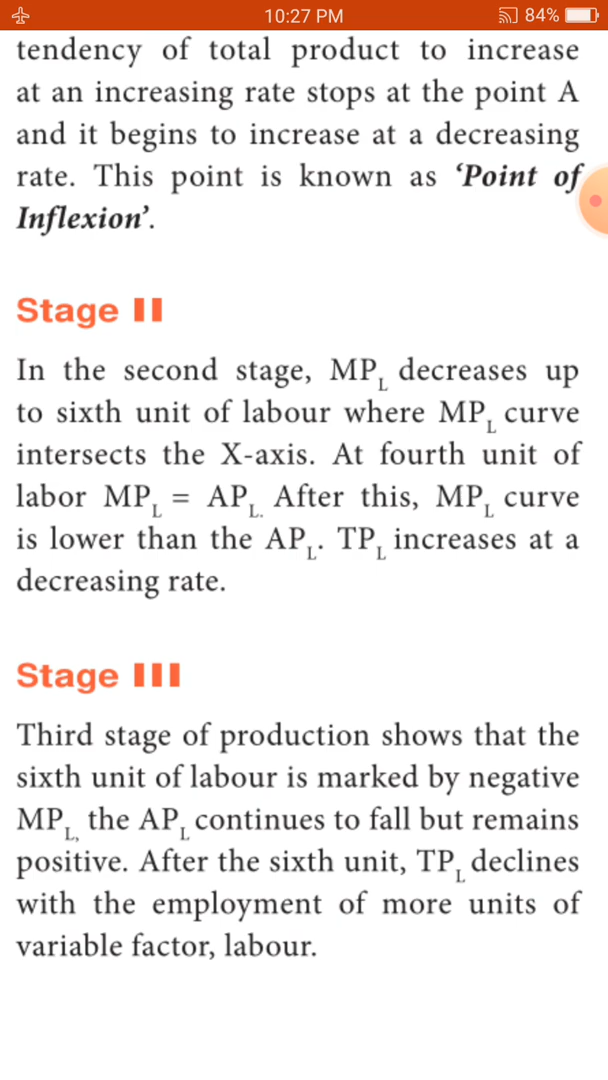 10:27 PM 84%
tendency of total product to increase
at an increasing rate stops at the point A
and it begins to increase at a decreasing
rate. This point is known as ‘Point of
Inflexion’.
Stage II
In the second stage, MPL decreases up
to sixth unit of labour where MPL curve
intersects the X-axis. At fourth unit of
labor MPL = APL. After this, MPL curve
is lower than the APL. TPL increases at a
decreasing rate.
Stage III
Third stage of production shows that the
sixth unit of labour is marked by negative
MPL, the APL continues to fall but remains
positive. After the sixth unit, TPL declines
with the employment of more units of
variable factor, labour.